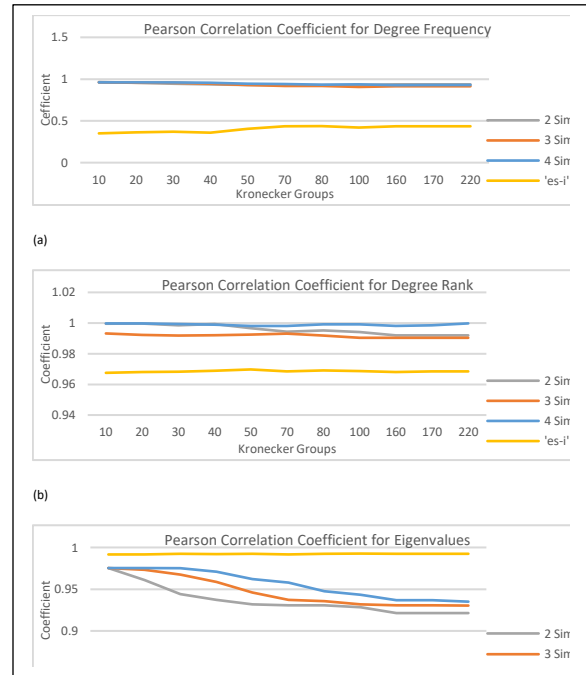 Pearson Correlation Coefficient for Degree Frequency
1.5
1
0.5
0
Cefficient
10 20 30 40 50 70 80 100 160 170 220
Kronecker Groups
2 Sim
3 Sim
4 Sim
'es-i'
(a)
Pearson Correlation Coefficient for Degree Rank
1.02
1
0.98
0.96
0.94
Coefficient
10 20 30 40 50 70 80 100 160 170 220
Kronecker Groups
2 Sim
3 Sim
4 Sim
'es-i'
(b)
Pearson Correlation Coefficient for Eigenvalues
1
0.95
0.9
Coefficient
2 Sim
3 Sim